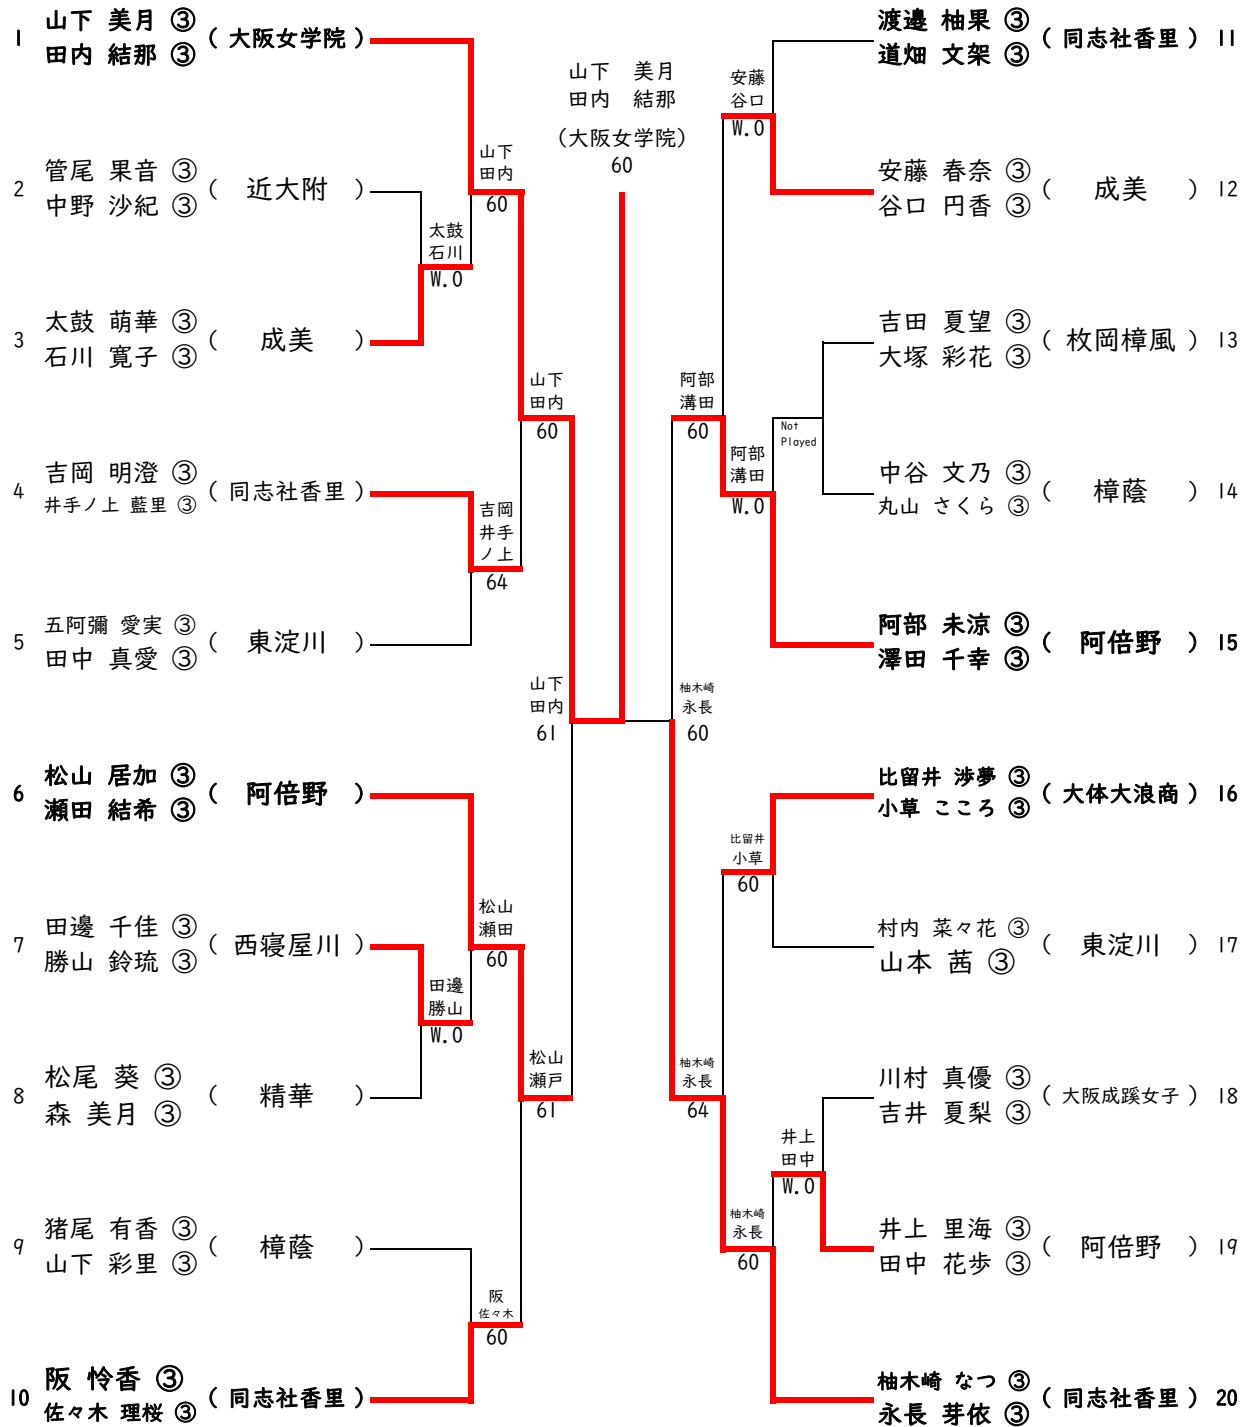 1 山下 美月 ③ ( 大阪女学院 )
田内 結那 ③
2 管尾 果音 ③ ( 近大附 )
中野 沙紀 ③
3 太鼓 萌華 ③ ( 成美 )
石川 寛子 ③
4 吉岡 明澄 ③ ( 同志社香里 )
井手ノ上 藍里 ③
5 五阿彌 愛実 ③ ( 東淀川 )
田中 真愛 ③
6 松山 居加 ③ ( 阿倍野 )
瀬田 結希 ③
7 田邊 千佳 ③ ( 西寝屋川 )
勝山 鈴琉 ③
8 松尾 葵 ③ ( 精華 )
森 美月 ③
9 猪尾 有香 ③ ( 樟蔭 )
山下 彩里 ③
10 阪 怜香 ③ ( 同志社香里 )
佐々木 理桜 ③
太鼓
石川
W.0
田邊
勝山
W.0
山下
田内
60
吉岡
井手
ノ上
64
松山
瀬田
60
阪
佐々木
60
山下
田内
60
松山
瀬戸
61
山下
田内
61
山下 美月
田内 結那
(大阪女学院)
60
柚木崎
永長
60
阿部
溝田
60
柚木崎
永長
64
安藤
谷口
W.0
阿部
溝田
W.0
比留井
小草
60
柚木崎
永長
60
Not
Played
井上
田中
W.0
渡邉 柚果 ③ ( 同志社香里 ) 11
道畑 文架 ③
安藤 春奈 ③ ( 成美 ) 12
谷口 円香 ③
吉田 夏望 ③ ( 枚岡樟風 ) 13
大塚 彩花 ③
中谷 文乃 ③ ( 樟蔭 ) 14
丸山 さくら ③
阿部 未涼 ③ ( 阿倍野 ) 15
澤田 千幸 ③
比留井 渉夢 ③ ( 大体大浪商 ) 16
小草 こころ ③
村内 菜々花 ③ ( 東淀川 ) 17
山本 茜 ③
川村 真優 ③ ( 大阪成蹊女子 ) 18
吉井 夏梨 ③
井上 里海 ③ ( 阿倍野 ) 19
田中 花歩 ③
柚木崎 なつ ③ ( 同志社香里 ) 20
永長 芽依 ③